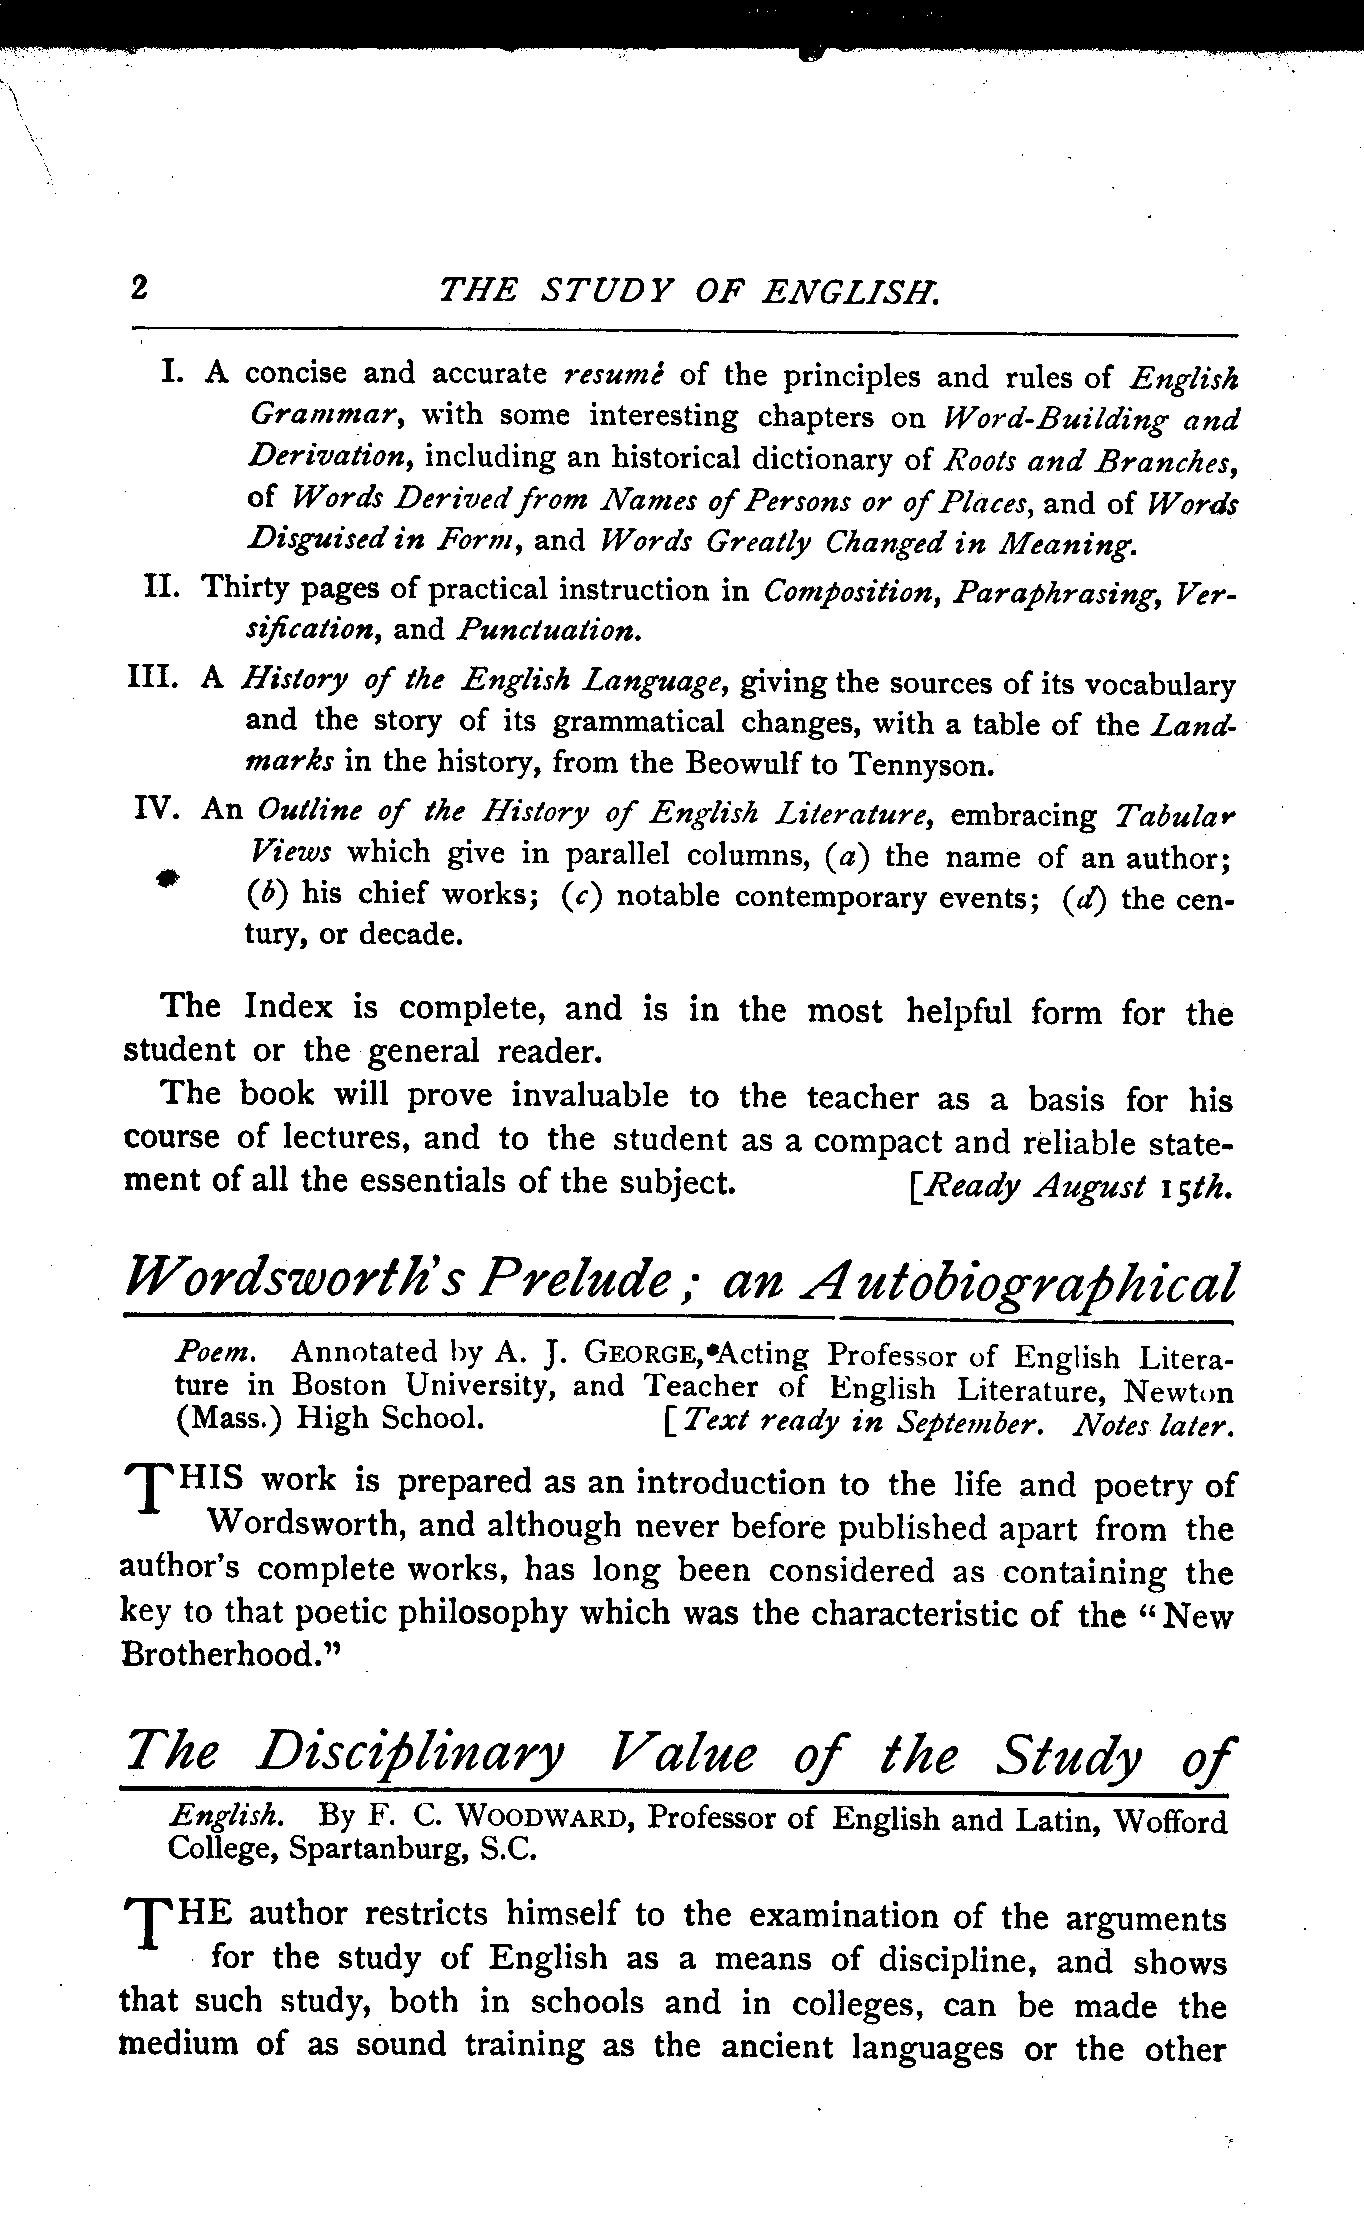 2 THE STUDY OF ENGLISH.
I. A concise and accurate resumé of the principles and rules of English
Grammar, with some interesting chapters on Word-Building and
Derivation, including an historical dictionary of Roots and Branches,
of Words Derived from Names of Persons or of Places, and of Words
Disguised in Form, and Words Greatly Changed in Meaning.
II. Thirty pages of practical instruction in Composition, Paraphrasing, Ver-
sification, and Punctuation.
III. A History of the English Language, giving the sources of its vocabulary
and the story of its grammatical changes, with a table of the Land-
marks in the history, from the Beowulf to Tennyson.
IV. An Outline of the History of English Literature, embracing Tabular
Views which give in parallel columns, (a) the name of an author;
(b) his chief works; (c) notable contemporary events; (d) the cen-
tury, or decade.
The Index is complete, and is in the most helpful form for the
student or the general reader.
The book will prove invaluable to the teacher as a basis for his
course of lectures, and to the student as a compact and reliable state-
ment of all the essentials of the subject. [Ready August 15th.
Wordsworth's Prelude; an Autobiographical
Poem. Annotated by A. J. GEORGE, Acting Professor of English Litera-
ture in Boston University, and Teacher of English Literature, Newton
(Mass.) High School. [Text ready in September. Notes later.
THIS work is prepared as an introduction to the life and poetry of
Wordsworth, and although never before published apart from the
author's complete works, has long been considered as containing the
key to that poetic philosophy which was the characteristic of the "New
Brotherhood."
The Disciplinary Value of the Study of
English. By F. C. WOODWARD, Professor of English and Latin, Wofford
College, Spartanburg, S.C.
THE author restricts himself to the examination of the arguments
for the study of English as a means of discipline, and shows
that such study, both in schools and in colleges, can be made the
medium of as sound training as the ancient languages or the other